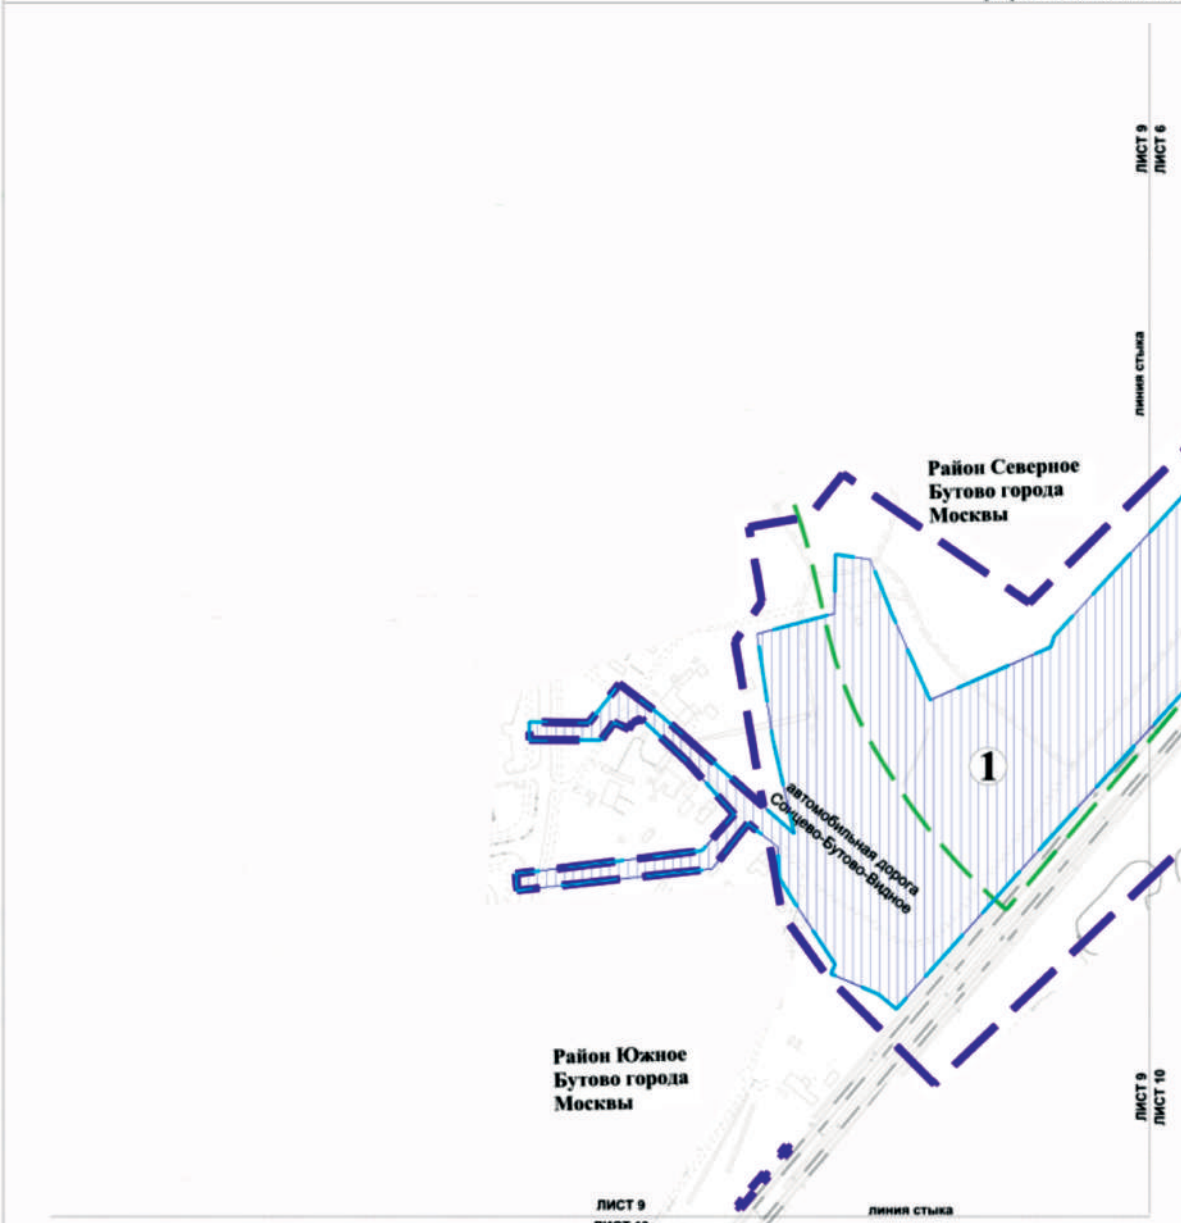 ЛИСТ 9
ЛИСТ 6
линия стыка
Район Северное
Бутово города
Москвы
1
автомобильная дорога
Солнцево-Бутово-Видное
Район Южное
Бутово города
Москвы
ЛИСТ 9
ЛИСТ 10
ЛИСТ 9
линия стыка